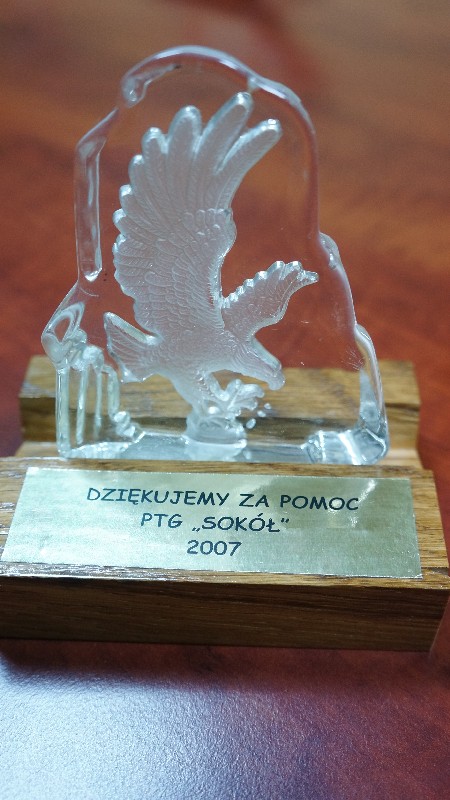 DZIĘKUJEMY ZA POMOC
PTG „SOKÓŁ”
2007